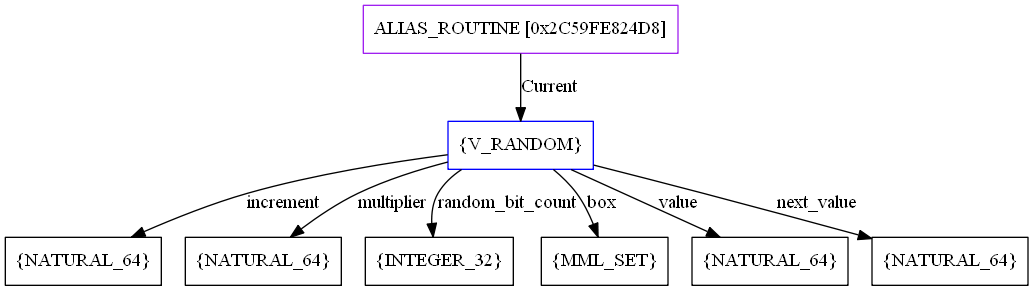 ALIAS_ROUTINE [0x2C59FE824D8]
Current
{V_RANDOM}
increment
multiplier
random_bit_count
box
value
next_value
{NATURAL_64}
{NATURAL_64}
{INTEGER_32}
{MML_SET}
{NATURAL_64}
{NATURAL_64}